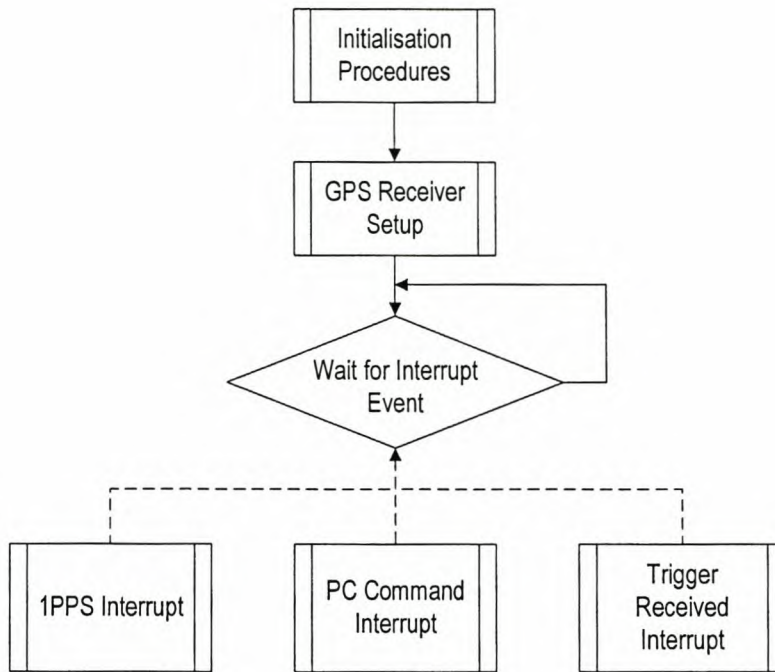 Initialisation
Procedures
GPS Receiver
Setup
Wait for Interrupt
Event
1PPS Interrupt
PC Command
Interrupt
Trigger
Received
Interrupt